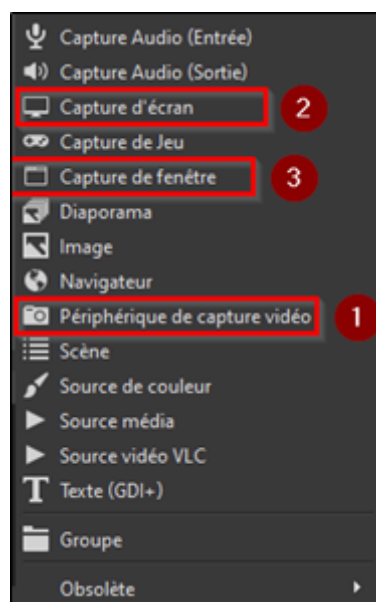 Capture Audio (Entrée)
Capture Audio (Sortie)
Capture d'écran 2
Capture de Jeu
Capture de fenêtre 3
Diaporama
Image
Navigateur
Périphérique de capture vidéo 1
Scène
Source de couleur
Source média
Source vidéo VLC
Texte (GDI+)
Groupe
Obsolète